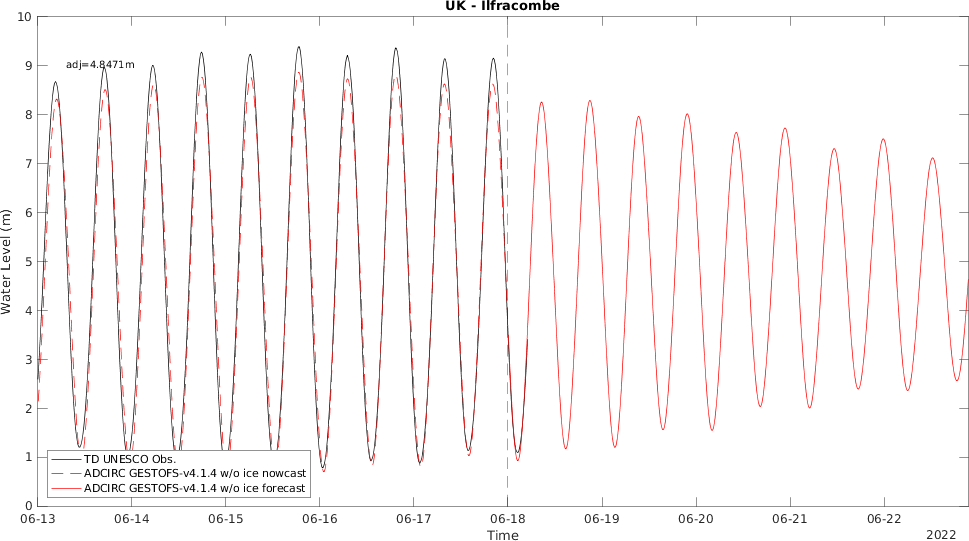 UK - Ilfracombe
10
9
8
7
6
5
4
3
2
1
0
Water Level (m)
adj=4.8471m
TD UNESCO Obs.
ADCIRC GESTOFS-v4.1.4 w/o ice nowcast
ADCIRC GESTOFS-v4.1.4 w/o ice forecast
06-13 06-14 06-15 06-16 06-17 06-18 06-19 06-20 06-21 06-22
Time
2022